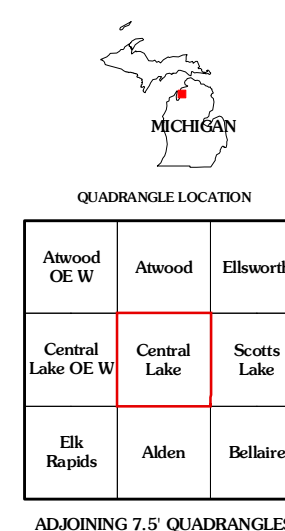 MICHIGAN
QUADRANGLE LOCATION
Atwood
OE W
Atwood
Ellsworth
Central
Lake OE W
Central
Lake
Scotts
Lake
Elk
Rapids
Alden
Bellaire
ADJOINING 7.5' QUADRANGLES